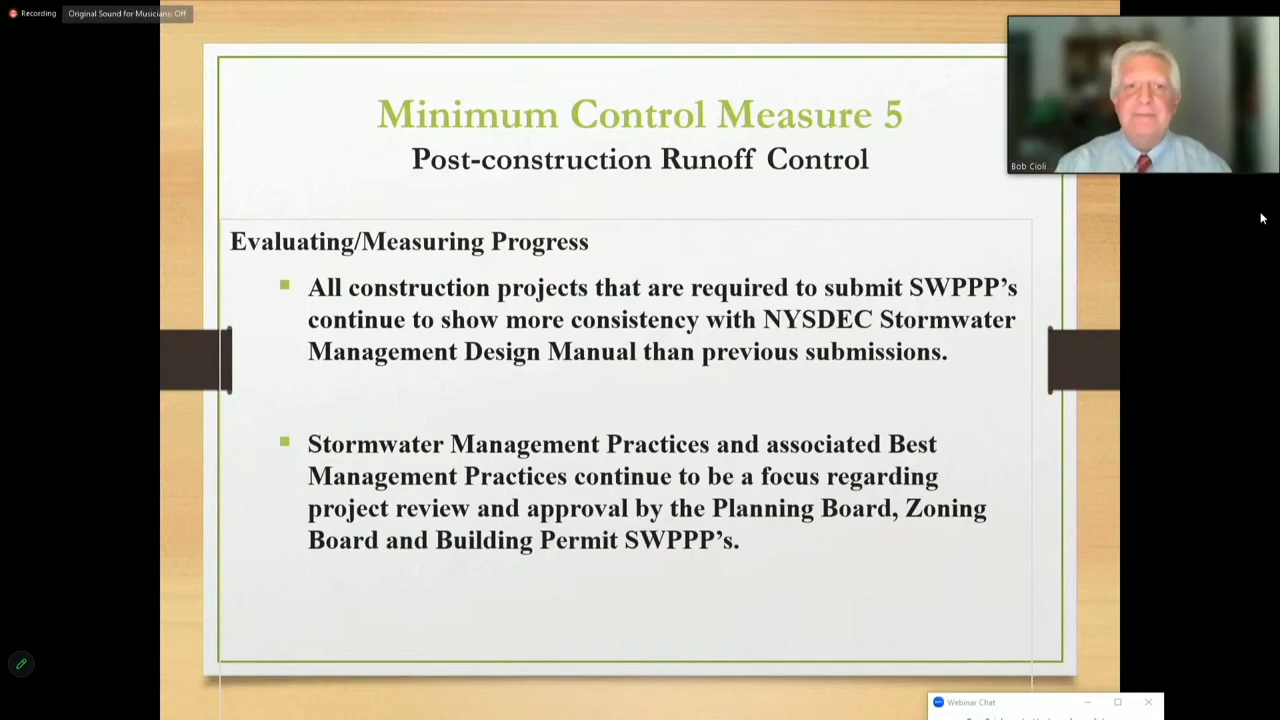 Recording
Original Sound for Musicians: Off
Minimum Control Measure 5
Post-construction Runoff Control
Bob Cioli
Evaluating/Measuring Progress
All construction projects that are required to submit SWPPP's
continue to show more consistency with NYSDEC Stormwater
Management Design Manual than previous submissions.
Stormwater Management Practices and associated Best
Management Practices continue to be a focus regarding
project review and approval by the Planning Board, Zoning
Board and Building Permit SWPPP's.
Webinar Chat